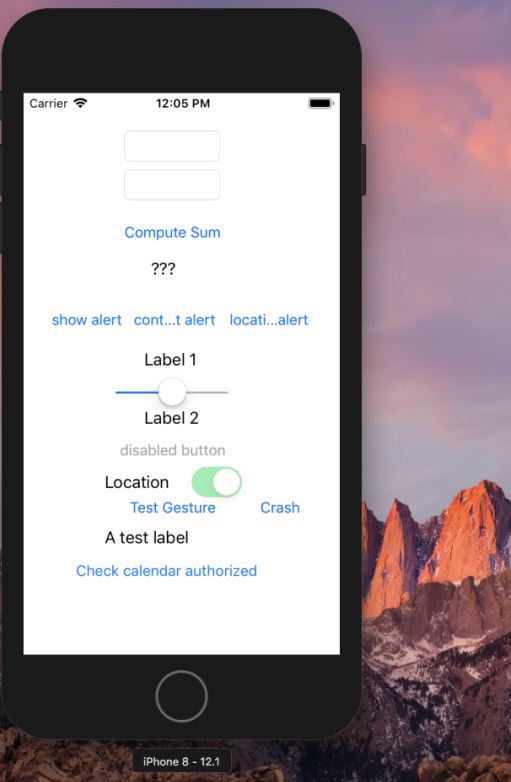 Carrier 12:05 PM
Compute Sum
???
show alert cont...t alert locati...alert
Label 1
Label 2
disabled button
Location
Test Gesture Crash
A test label
Check calendar authorized
iPhone 8 - 12.1